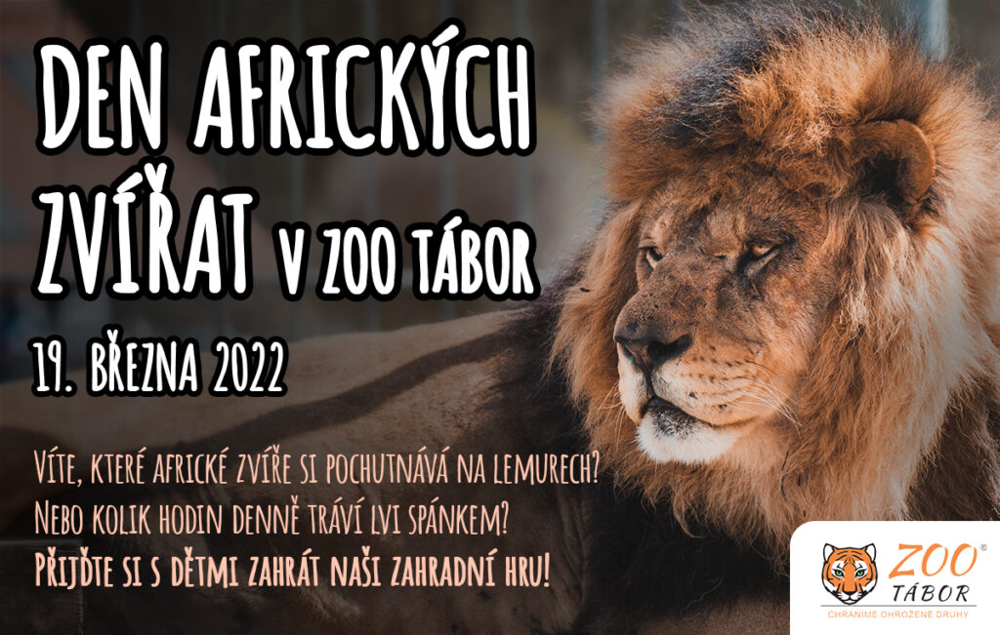 DEN AFRICKÝCH
ZVÍŘAT V ZOO TÁBOR
19. BŘEZNA 2022
VÍTE, KTERÉ AFRICKÉ ZVÍŘE SI POCHUTNÁVÁ NA LEMURECH?
NEBO KOLIK HODIN DENNĚ TRÁVÍ LVI SPÁNKEM?
PŘIJĎTE SI S DĚTMI ZAHRÁT NAŠI ZAHRADNÍ HRU!
ZOO®
TÁBOR
CHRÁNÍME OHROŽENÉ DRUHY